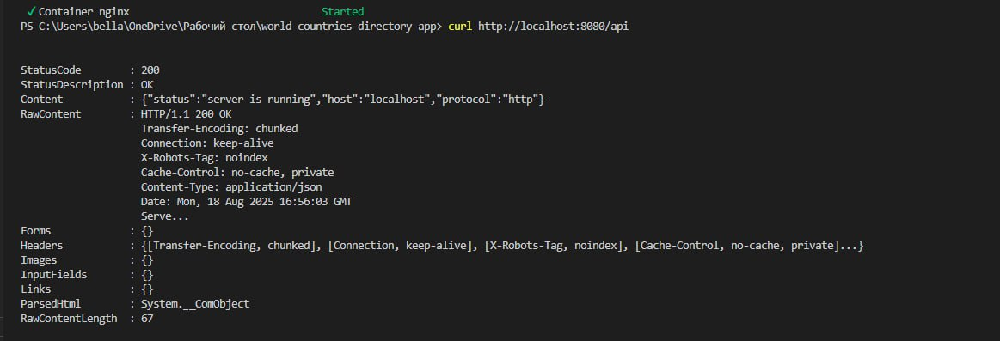 ✓ Container nginx Started
PS C:\Users\bella\OneDrive\Рабочий стол\world-countries-directory-app> curl http://localhost:8080/api
StatusCode : 200
StatusDescription : OK
Content : {"status":"server is running","host":"localhost","protocol":"http"}
RawContent : HTTP/1.1 200 OK
Transfer-Encoding: chunked
Connection: keep-alive
X-Robots-Tag: noindex
Cache-Control: no-cache, private
Content-Type: application/json
Date: Mon, 18 Aug 2025 16:56:03 GMT
Serve...
Forms : {}
Headers : {[Transfer-Encoding, chunked], [Connection, keep-alive], [X-Robots-Tag, noindex], [Cache-Control, no-cache, private]...}
Images : {}
InputFields : {}
Links : {}
ParsedHtml : System.__ComObject
RawContentLength : 67